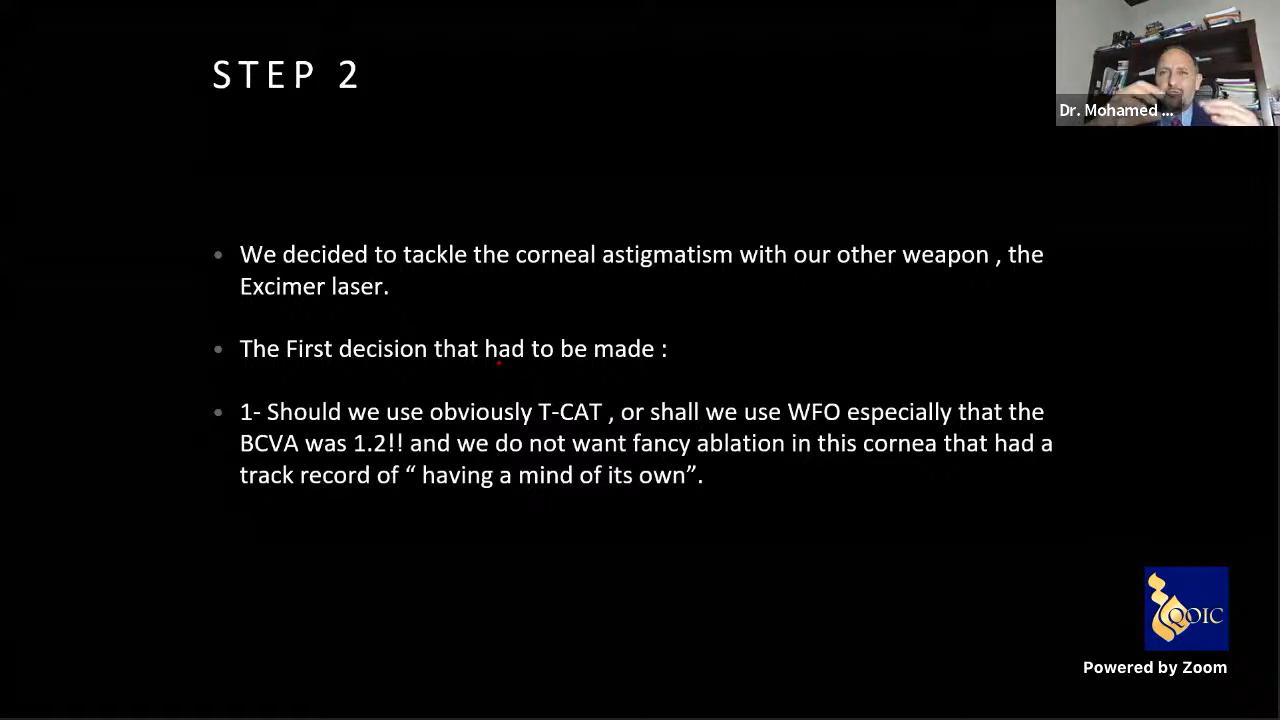 STEP 2
Dr. Mohamed ...
• We decided to tackle the corneal astigmatism with our other weapon , the
Excimer laser.
• The First decision that had to be made :
• 1- Should we use obviously T-CAT , or shall we use WFO especially that the
BCVA was 1.2!! and we do not want fancy ablation in this cornea that had a
track record of “ having a mind of its own”.
QOIC
Powered by Zoom